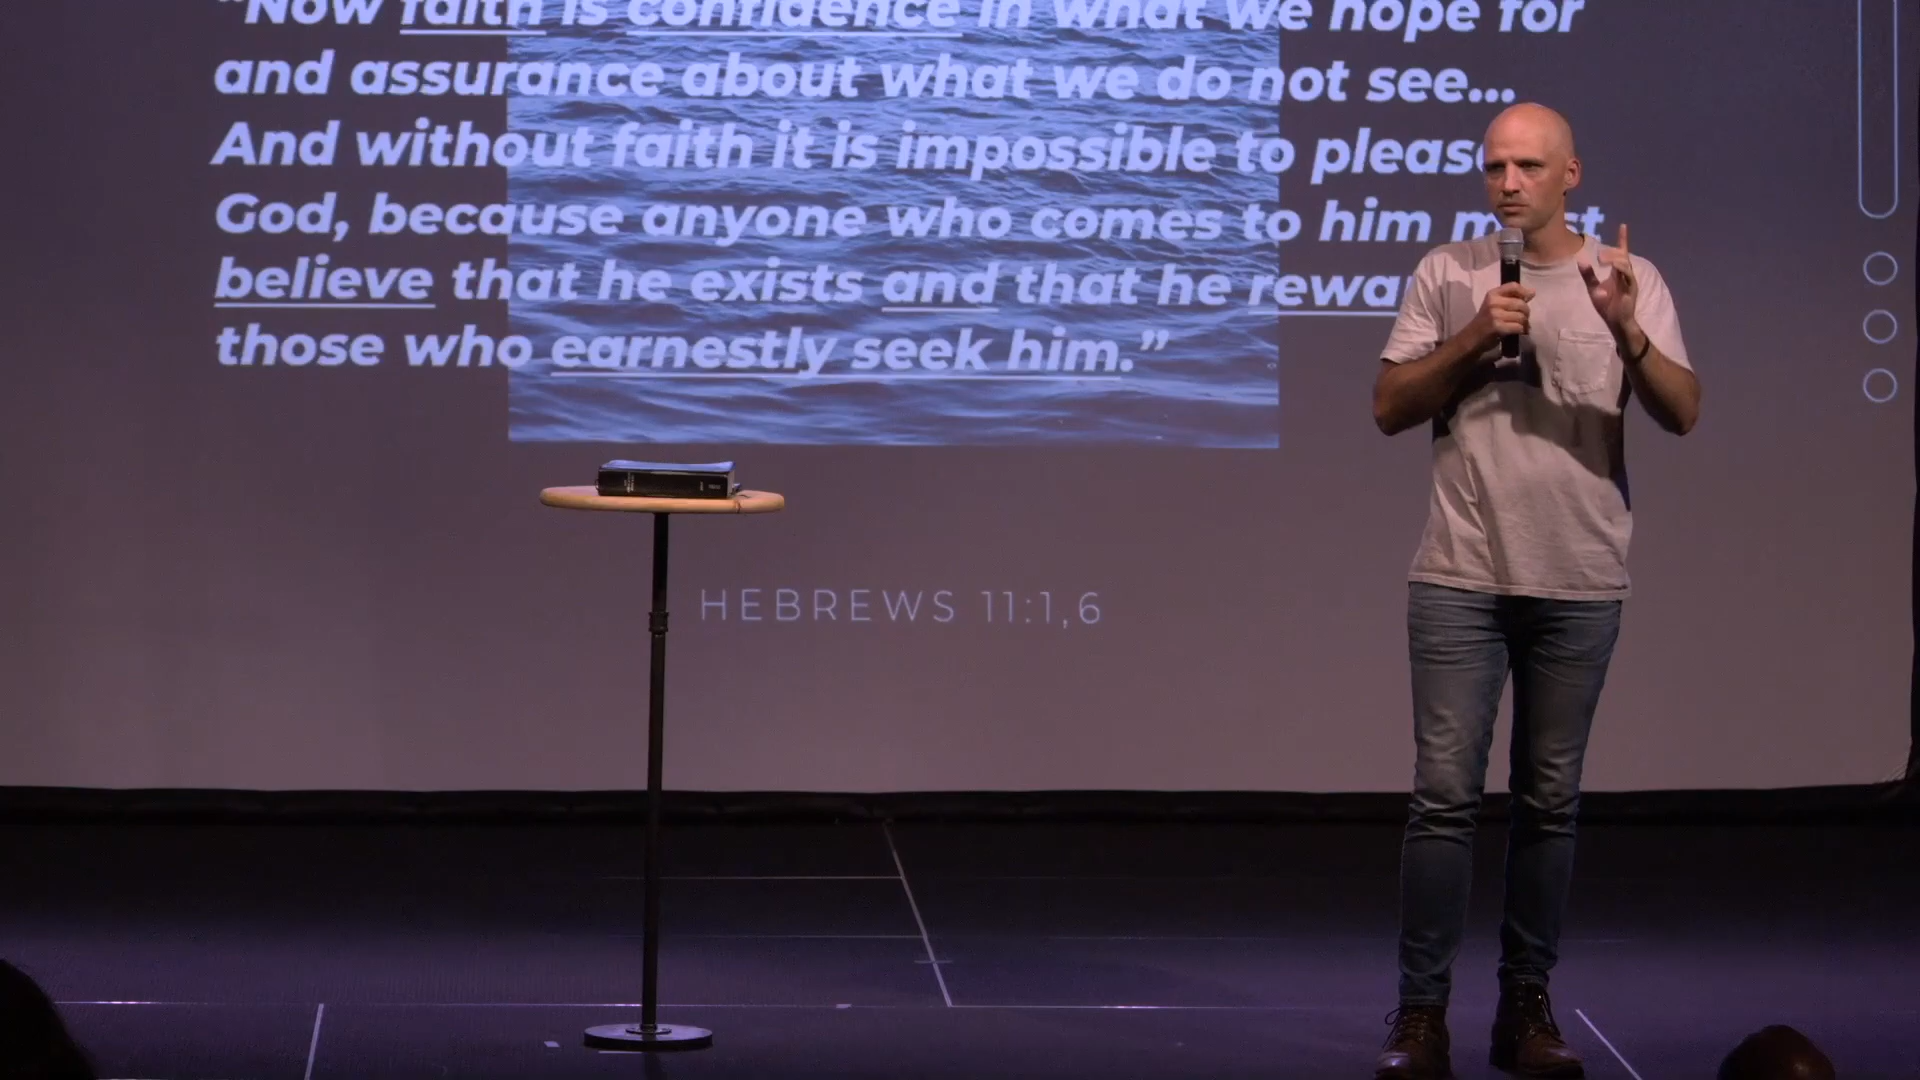 “Now faith is confidence in what we hope for
and assurance about what we do not see...
And without faith it is impossible to please
God, because anyone who comes to him must
believe that he exists and that he
those who earnestly seek him.”
HEBREWS 11:1,6